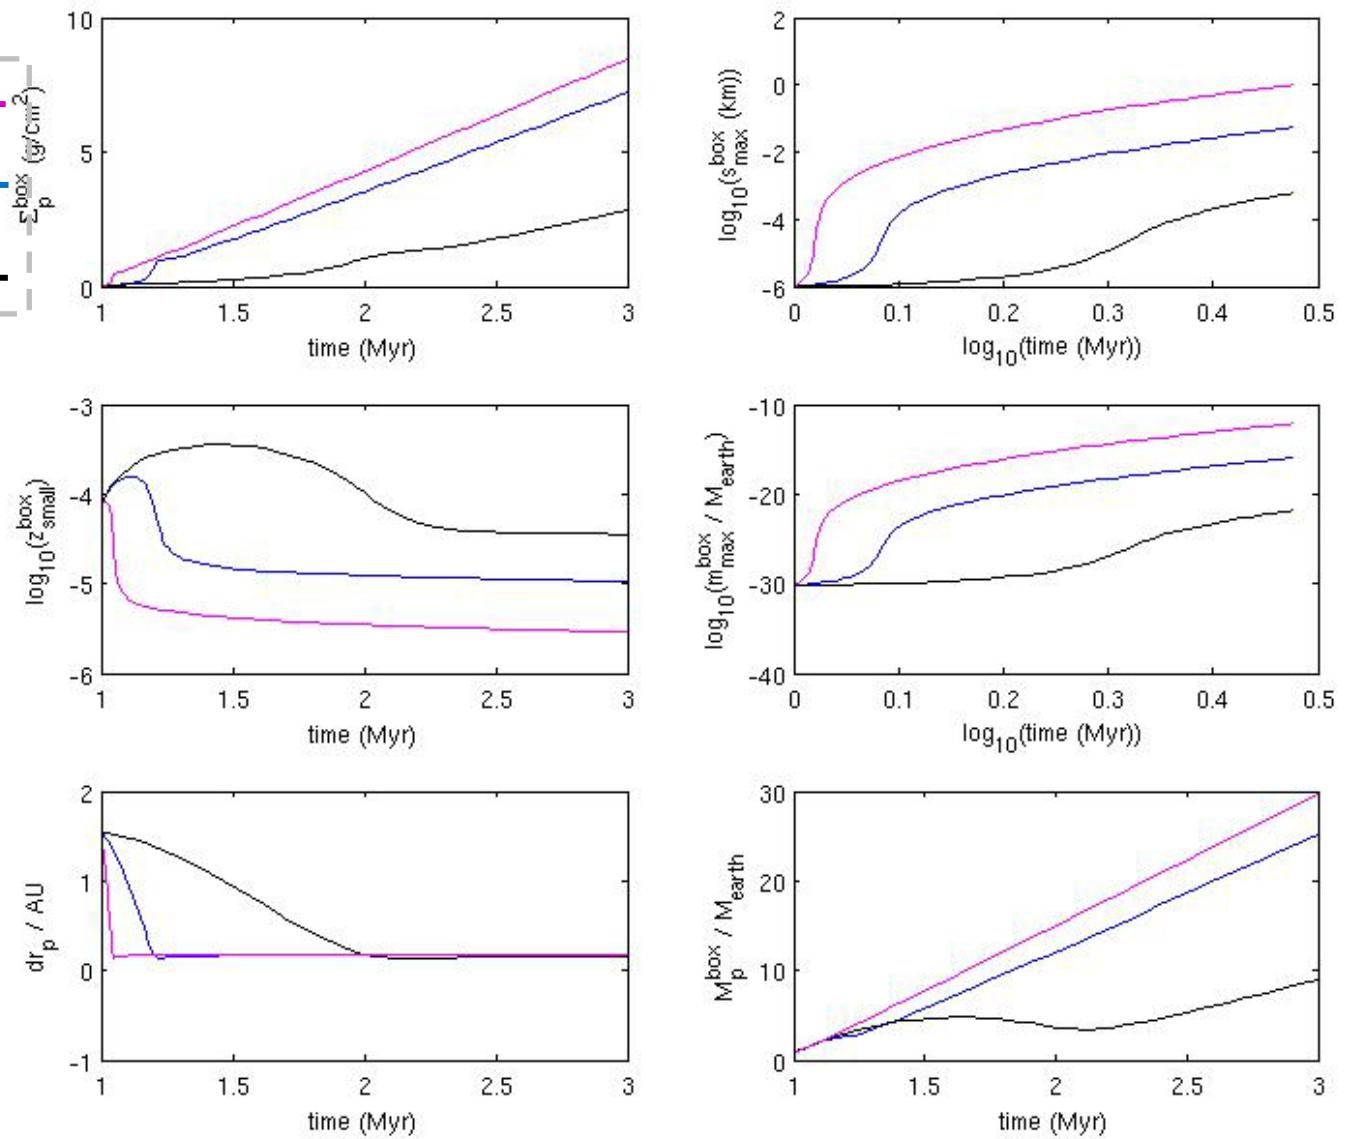 10
5
0
Σ_p^box (g/cm^2)
1 1.5 2 2.5 3
time (Myr)
2
0
-2
-4
-6
log_10(s_max^box (km))
0 0.1 0.2 0.3 0.4 0.5
log_10(time (Myr))
-3
-4
-5
-6
log_10(z_small^box)
1 1.5 2 2.5 3
time (Myr)
-10
-20
-30
-40
log_10(m_max^box / M_earth)
0 0.1 0.2 0.3 0.4 0.5
log_10(time (Myr))
2
1
0
-1
dr_p / AU
1 1.5 2 2.5 3
time (Myr)
30
20
10
0
M_p^box / M_earth
1 1.5 2 2.5 3
time (Myr)